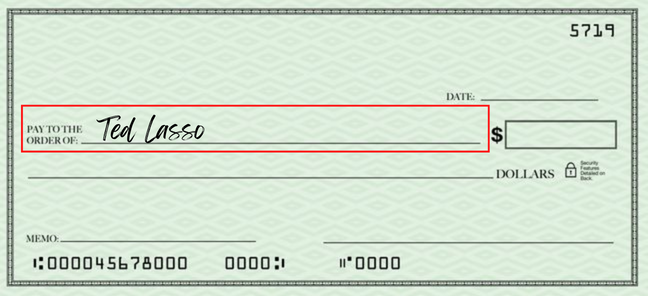 5719
DATE:
PAY TO THE
ORDER OF: Ted Lasso
$
DOLLARS
Security
Features
Detailed on
Back.
MEMO:
⑆000045678000 0000⑆ ⑈0000